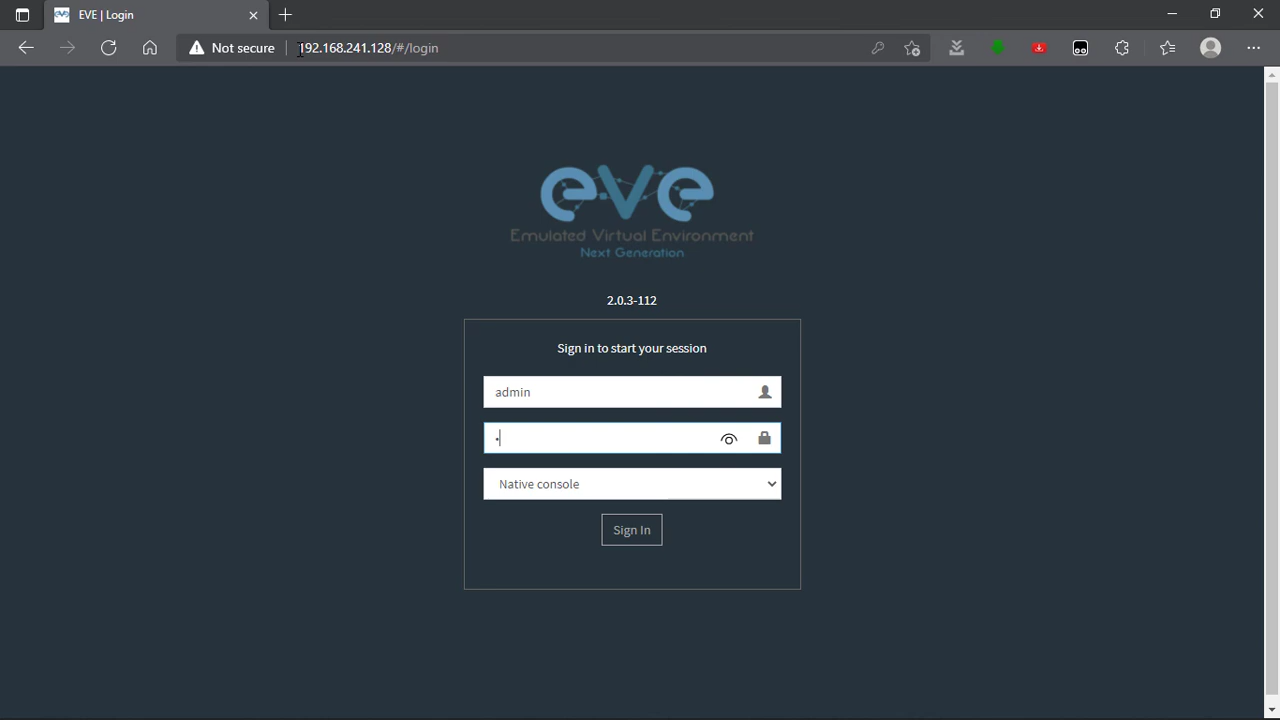 EVE | Login
Not secure
192.168.241.128/#/login
eve
Emulated Virtual Environment
Next Generation
2.0.3-112
Sign in to start your session
admin
Native console
Sign In